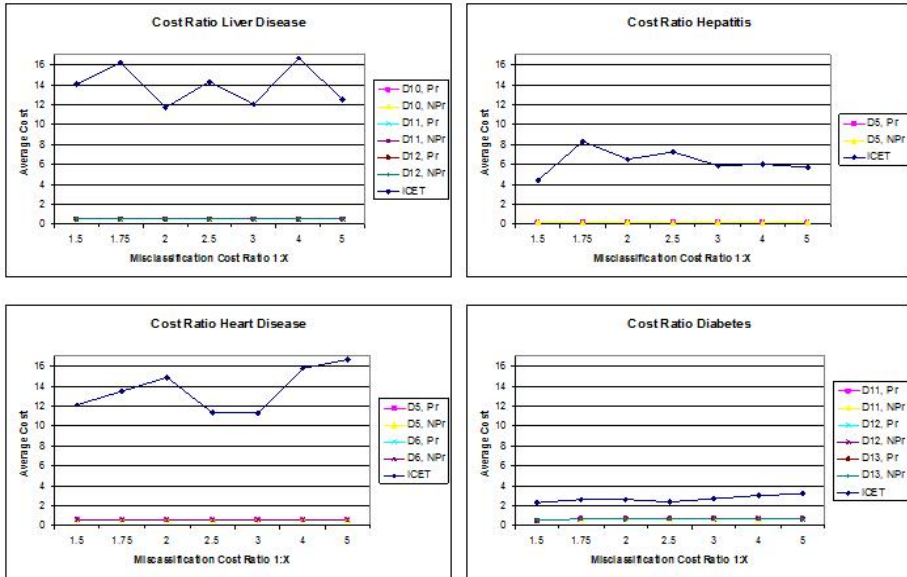 Cost Ratio Liver Disease
Average Cost
16
14
12
10
8
6
4
2
0
1.5 1.75 2 2.5 3 4 5
Misclassification Cost Ratio 1:X
D10, Pr
D10, NPr
D11, Pr
D11, NPr
D12, Pr
D12, NPr
ICET
Cost Ratio Hepatitis
Average Cost
16
14
12
10
8
6
4
2
0
1.5 1.75 2 2.5 3 4 5
Misclassification Cost Ratio 1:X
D5, Pr
D5, NPr
ICET
Cost Ratio Heart Disease
Average Cost
16
14
12
10
8
6
4
2
0
1.5 1.75 2 2.5 3 4 5
Misclassification Cost Ratio 1:X
D5, Pr
D5, NPr
D6, Pr
D6, NPr
ICET
Cost Ratio Diabetes
Average Cost
16
14
12
10
8
6
4
2
0
1.5 1.75 2 2.5 3 4 5
Misclassification Cost Ratio 1:X
D11, Pr
D11, NPr
D12, Pr
D12, NPr
D13, Pr
D13, NPr
ICET